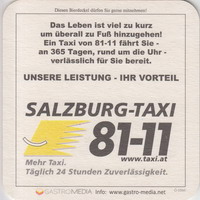 Diesen Bierdeckel dürfen Sie gerne mitnehmen!
Das Leben ist viel zu kurz
um überall zu Fuß hinzugehen!
Ein Taxi von 81-11 fährt Sie -
an 365 Tagen, rund um die Uhr -
verlässlich für Sie bereit.
UNSERE LEISTUNG - IHR VORTEIL
SALZBURG-TAXI
81-11
www.taxi.at
Mehr Taxi.
Täglich 24 Stunden Zuverlässigkeit.
GASTROMEDIA Info: www.gastro-media.net